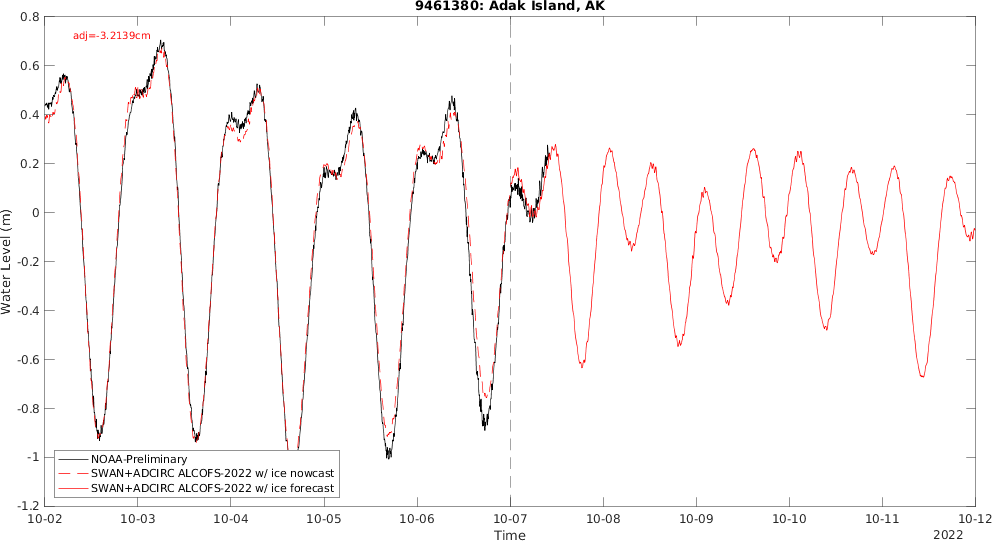 9461380: Adak Island, AK
adj=-3.2139cm
0.8
0.6
0.4
0.2
0
-0.2
-0.4
-0.6
-0.8
-1
-1.2
Water Level (m)
NOAA-Preliminary
SWAN+ADCIRC ALCOFS-2022 w/ ice nowcast
SWAN+ADCIRC ALCOFS-2022 w/ ice forecast
10-02 10-03 10-04 10-05 10-06 10-07 10-08 10-09 10-10 10-11 10-12
Time
2022